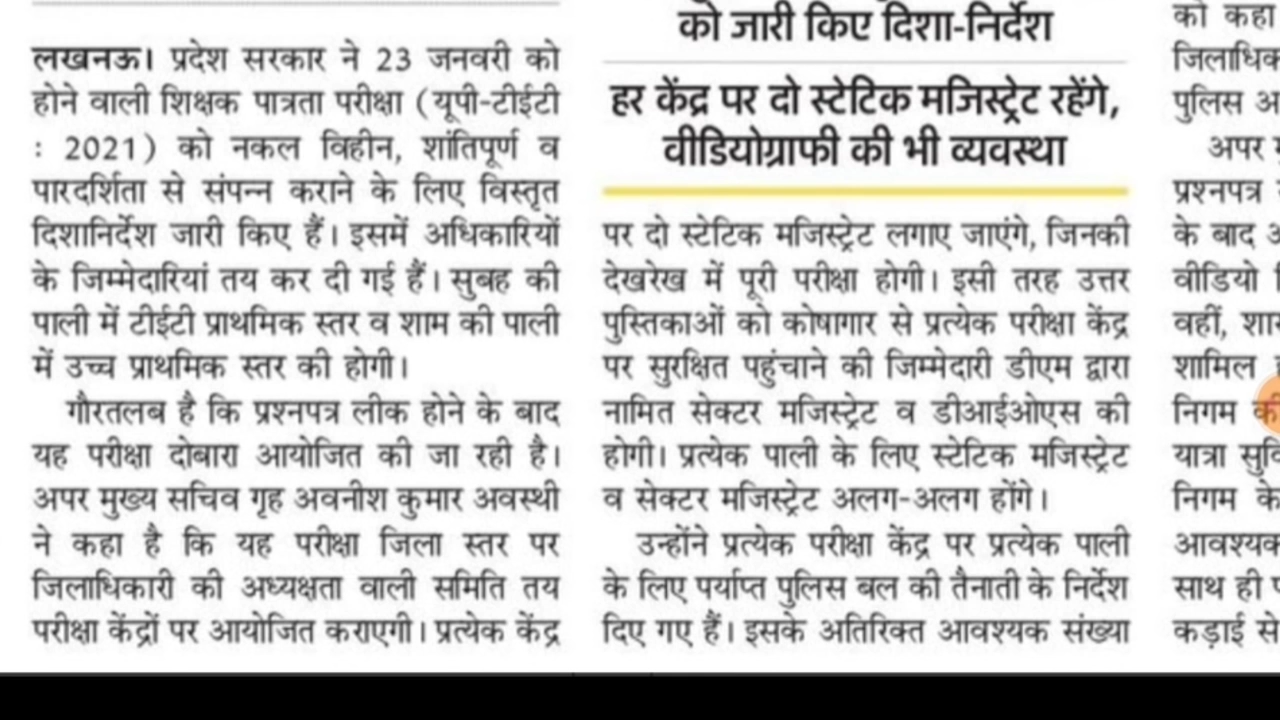 लखनऊ। प्रदेश सरकार ने 23 जनवरी को
होने वाली शिक्षक पात्रता परीक्षा (यूपी-टीईटी
: 2021) को नकल विहीन, शांतिपूर्ण व
पारदर्शिता से संपन्न कराने के लिए विस्तृत
दिशानिर्देश जारी किए हैं। इसमें अधिकारियों
के जिम्मेदारियां तय कर दी गई हैं। सुबह की
पाली में टीईटी प्राथमिक स्तर व शाम की पाली
में उच्च प्राथमिक स्तर की होगी।
गौरतलब है कि प्रश्नपत्र लीक होने के बाद
यह परीक्षा दोबारा आयोजित की जा रही है।
अपर मुख्य सचिव गृह अवनीश कुमार अवस्थी
ने कहा है कि यह परीक्षा जिला स्तर पर
जिलाधिकारी की अध्यक्षता वाली समिति तय
परीक्षा केंद्रों पर आयोजित कराएगी। प्रत्येक केंद्र
को जारी किए दिशा-निर्देश
हर केंद्र पर दो स्टेटिक मजिस्ट्रेट रहेंगे,
वीडियोग्राफी की भी व्यवस्था
पर दो स्टेटिक मजिस्ट्रेट लगाए जाएंगे, जिनकी
देखरेख में पूरी परीक्षा होगी। इसी तरह उत्तर
पुस्तिकाओं को कोषागार से प्रत्येक परीक्षा केंद्र
पर सुरक्षित पहुंचाने की जिम्मेदारी डीएम द्वारा
नामित सेक्टर मजिस्ट्रेट व डीआईओएस की
होगी। प्रत्येक पाली के लिए स्टेटिक मजिस्ट्रेट
व सेक्टर मजिस्ट्रेट अलग-अलग होंगे।
उन्होंने प्रत्येक परीक्षा केंद्र पर प्रत्येक पाली
के लिए पर्याप्त पुलिस बल की तैनाती के निर्देश
दिए गए हैं। इसके अतिरिक्त आवश्यक संख्या
को कहा
जिलाधिक
पुलिस अ
अपर
प्रश्नपत्र
के बाद
वीडियो
वहीं, शा
शामिल
निगम की
यात्रा सुवि
निगम के
आवश्यक
साथ ही
कड़ाई से